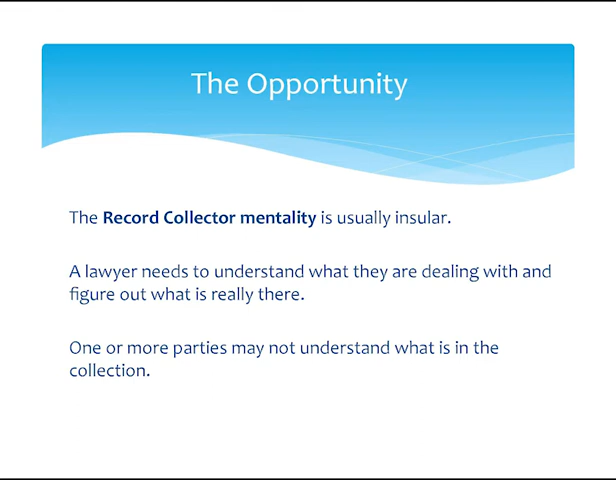 The Opportunity
The Record Collector mentality is usually insular.
A lawyer needs to understand what they are dealing with and
figure out what is really there.
One or more parties may not understand what is in the
collection.